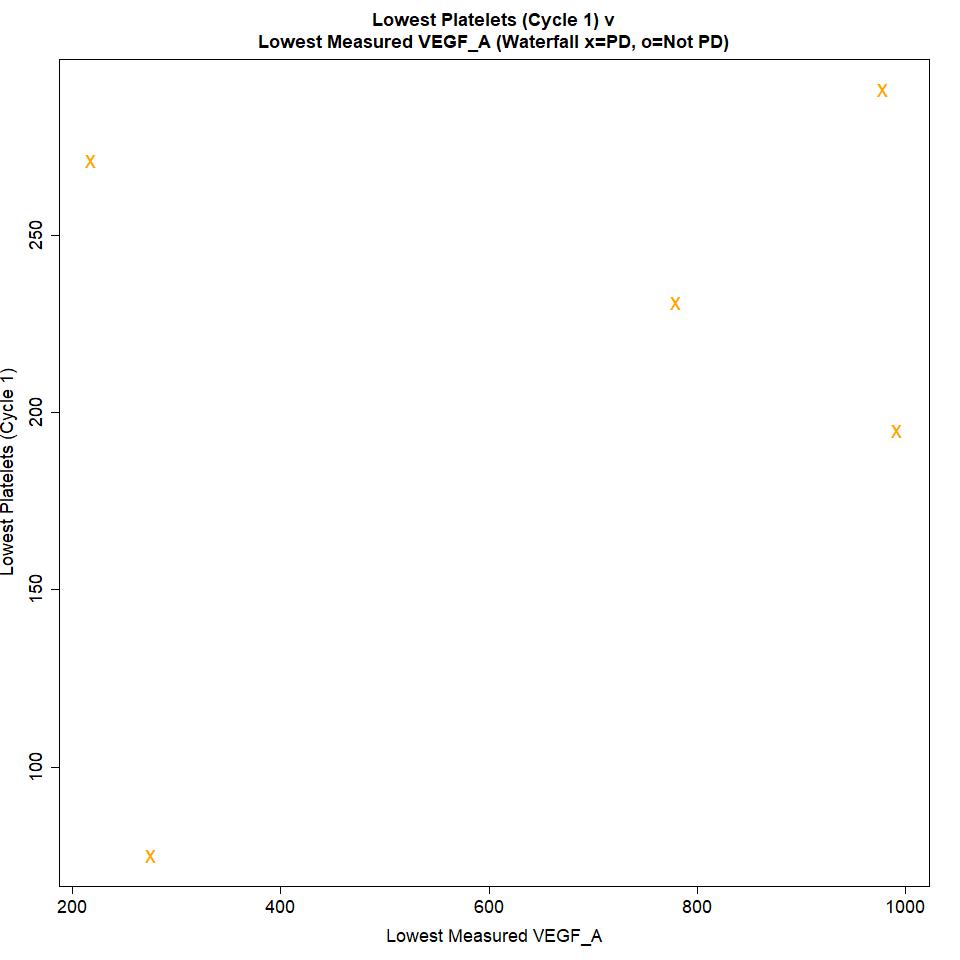 Lowest Platelets (Cycle 1) v
Lowest Measured VEGF_A (Waterfall x=PD, o=Not PD)
X
X
X
X
X
250
200
150
100
Lowest Platelets (Cycle 1)
200 400 600 800 1000
Lowest Measured VEGF_A